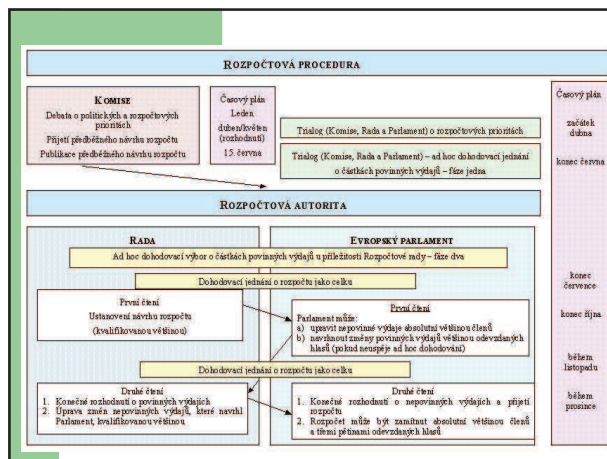 ROZPOČTOVÁ PROCEDURA
KOMISE
Debata o politických a rozpočtových
prioritách
Přijetí předběžného návrhu rozpočtu
Publikace předběžného návrhu rozpočtu
Časový plán
Leden
duben/květen
(rozhodnutí)
15. června
Trialog (Komise, Rada a Parlament) o rozpočtových prioritách
Trialog (Komise, Rada a Parlament) – ad hoc dohodovací jednání
o částkách povinných výdajů – fáze jedna
Časový plán
začátek
dubna
konec června
konec
července
konec října
během
listopadu
během
prosince
ROZPOČTOVÁ AUTORITA
RADA
EVROPSKÝ PARLAMENT
Ad hoc dohodovací výbor o částkách povinných výdajů u příležitosti Rozpočtové rady – fáze dva
Dohodovací jednání o rozpočtu jako celku
První čtení
Ustanovení návrhu rozpočtu
(kvalifikovanou většinou)
První čtení
Parlament může:
a) upravit nepovinné výdaje absolutní většinou členů
b) navrhnout změny povinných výdajů většinou odevzdaných
hlasů (pokud neuspěje ad hoc dohodování)
Dohodovací jednání o rozpočtu jako celku
Druhé čtení
1. Konečné rozhodnutí o povinných výdajích
2. Úprava změn nepovinných výdajů, které navrhl
Parlament, kvalifikovanou většinou
Druhé čtení
1. Konečné rozhodnutí o nepovinných výdajích a přijetí
rozpočtu
2. Rozpočet může být zamítnut absolutní většinou členů
a třemi pětinami odevzdaných hlasů